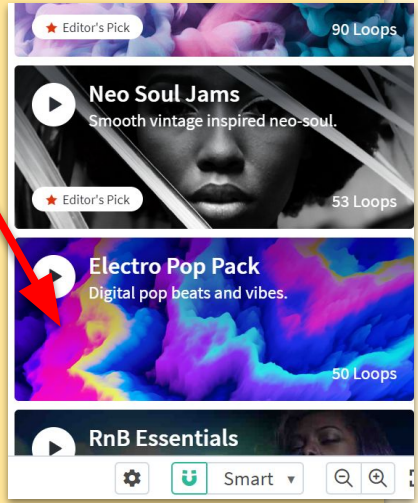 ★ Editor's Pick
90 Loops
Neo Soul Jams
Smooth vintage inspired neo-soul.
★ Editor's Pick
53 Loops
Electro Pop Pack
Digital pop beats and vibes.
50 Loops
RnB Essentials
Smart